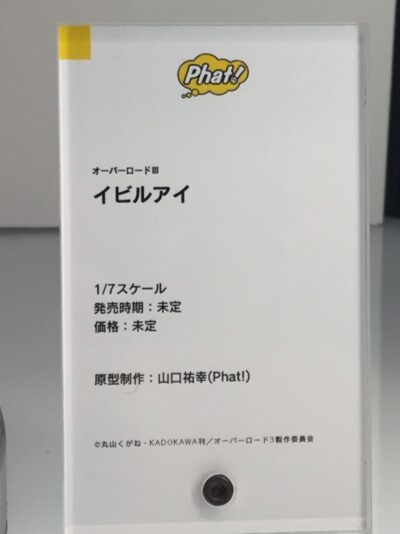 Phat!
オーバーロードⅢ
イビルアイ
1/7スケール
発売時期：未定
価格：未定
原型制作：山口祐幸(Phat!)
©丸山くがね・KADOKAWA刊／オーバーロード3製作委員会